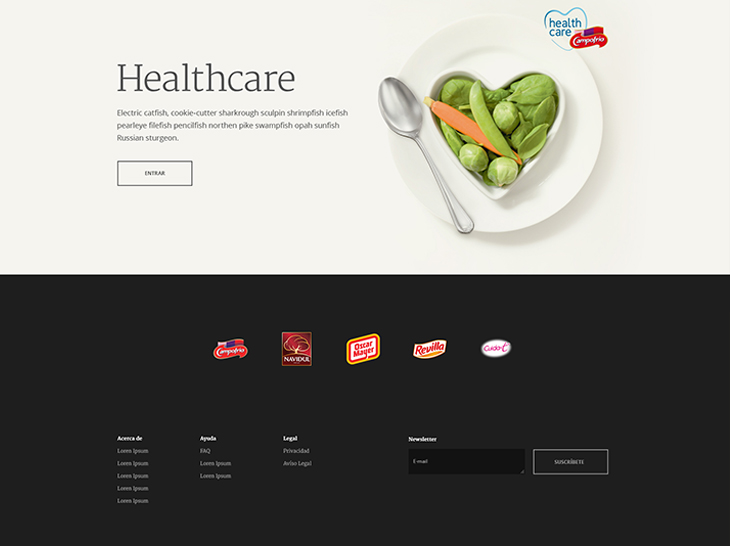 health
care
Campofrío
Healthcare
Electric catfish, cookie-cutter sharkrough sculpin shrimpfish icefish
pearleye filefish pencilfish northen pike swampfish opah sunfish
Russian sturgeon.
ENTRAR
Campofrío
NAVIDUL
Oscar
Mayer
Revilla
Cuida-t+
Acerca de
Lorem Ipsum
Lorem Ipsum
Lorem Ipsum
Lorem Ipsum
Lorem Ipsum
Ayuda
FAQ
Lorem Ipsum
Lorem Ipsum
Legal
Privacidad
Aviso Legal
Newsletter
E-mail
SUSCRÍBETE